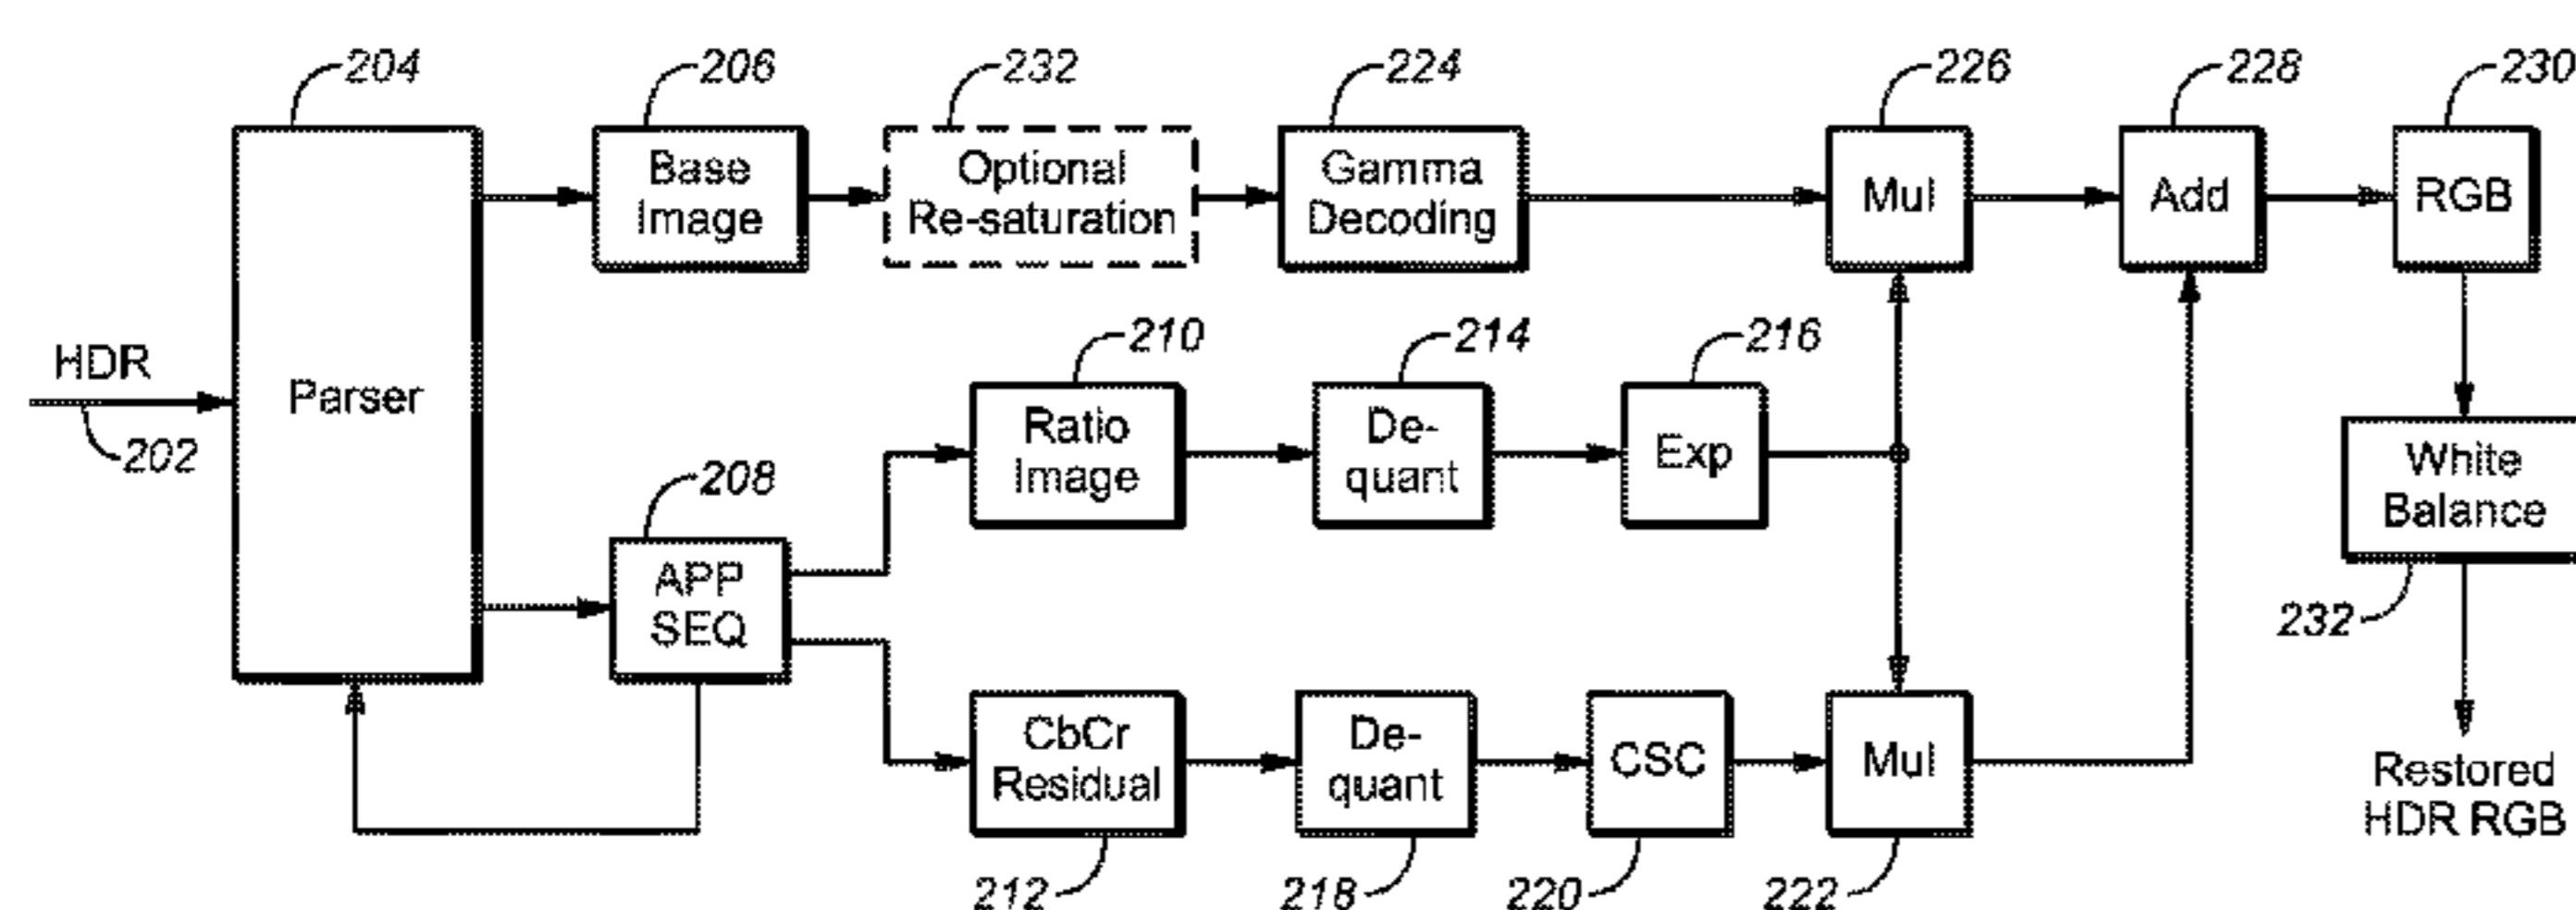 204
206
232
224
226
228
230
Base
Image
Optional
Re-saturation
Gamma
Decoding
Mul
Add
RGB
HDR
202
Parser
210
214
216
Ratio
Image
De-
quant
Exp
White
Balance
232
208
APP
SEQ
CbCr
Residual
De-
quant
CSC
Mul
Restored
HDR RGB
212
218
220
222